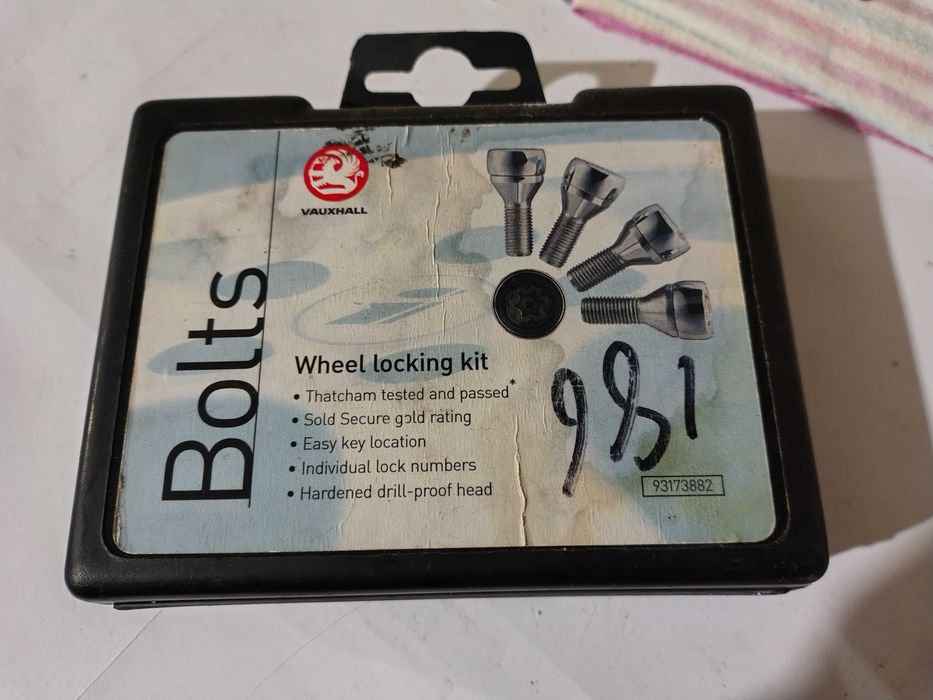 VAUXHALL
Bolts
Wheel locking kit
• Thatcham tested and passed*
• Sold Secure gold rating
• Easy key location
• Individual lock numbers
• Hardened drill-proof head
981
93173882